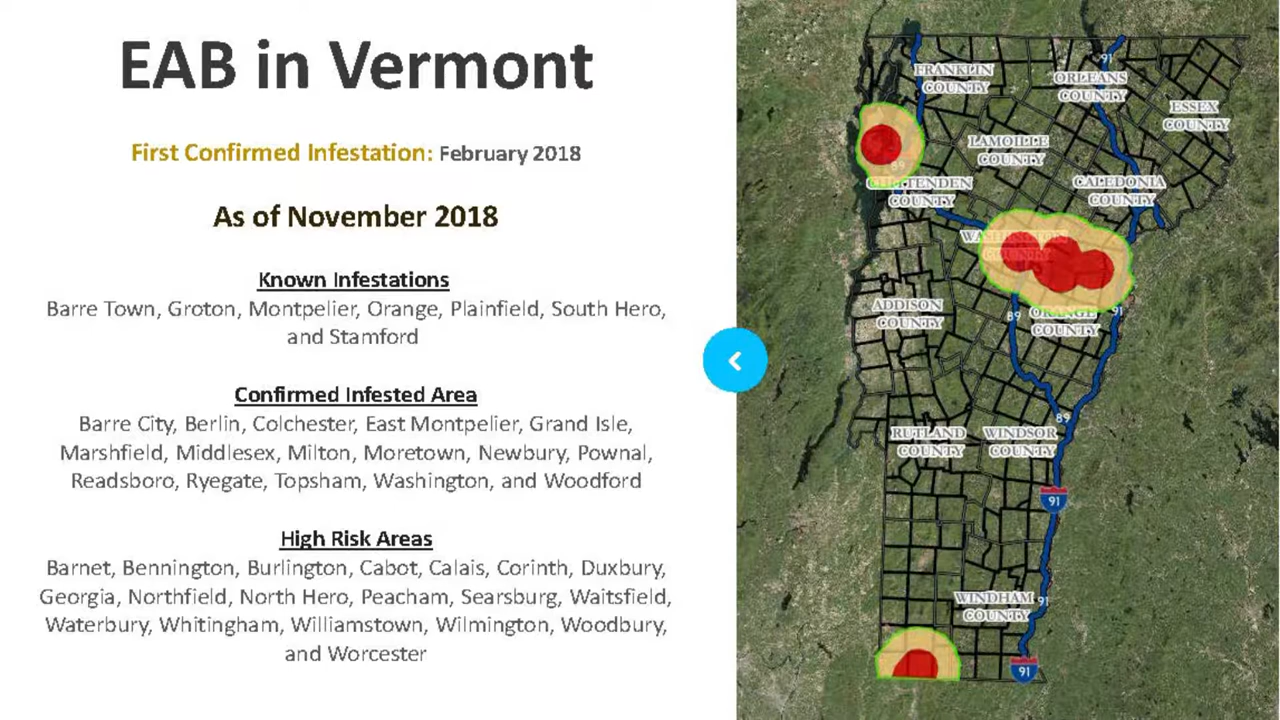 EAB in Vermont
First Confirmed Infestation: February 2018
As of November 2018
Known Infestations
Barre Town, Groton, Montpelier, Orange, Plainfield, South Hero,
and Stamford
Confirmed Infested Area
Barre City, Berlin, Colchester, East Montpelier, Grand Isle,
Marshfield, Middlesex, Milton, Moretown, Newbury, Pownal,
Readsboro, Ryegate, Topsham, Washington, and Woodford
High Risk Areas
Barnet, Bennington, Burlington, Cabot, Calais, Corinth, Duxbury,
Georgia, Northfield, North Hero, Peacham, Searsburg, Waitsfield,
Waterbury, Whitingham, Williamstown, Wilmington, Woodbury,
and Worcester
91
FRANKLIN
COUNTY
ORLEANS
COUNTY
ESSEX
COUNTY
LAMOILLE
COUNTY
89
CHITTENDEN
COUNTY
CALEDONIA
COUNTY
WASHINGTON
COUNTY
ADDISON
COUNTY
89
ORANGE
COUNTY
91
89
RUTLAND
COUNTY
WINDSOR
COUNTY
91
WINDHAM
COUNTY
91
91